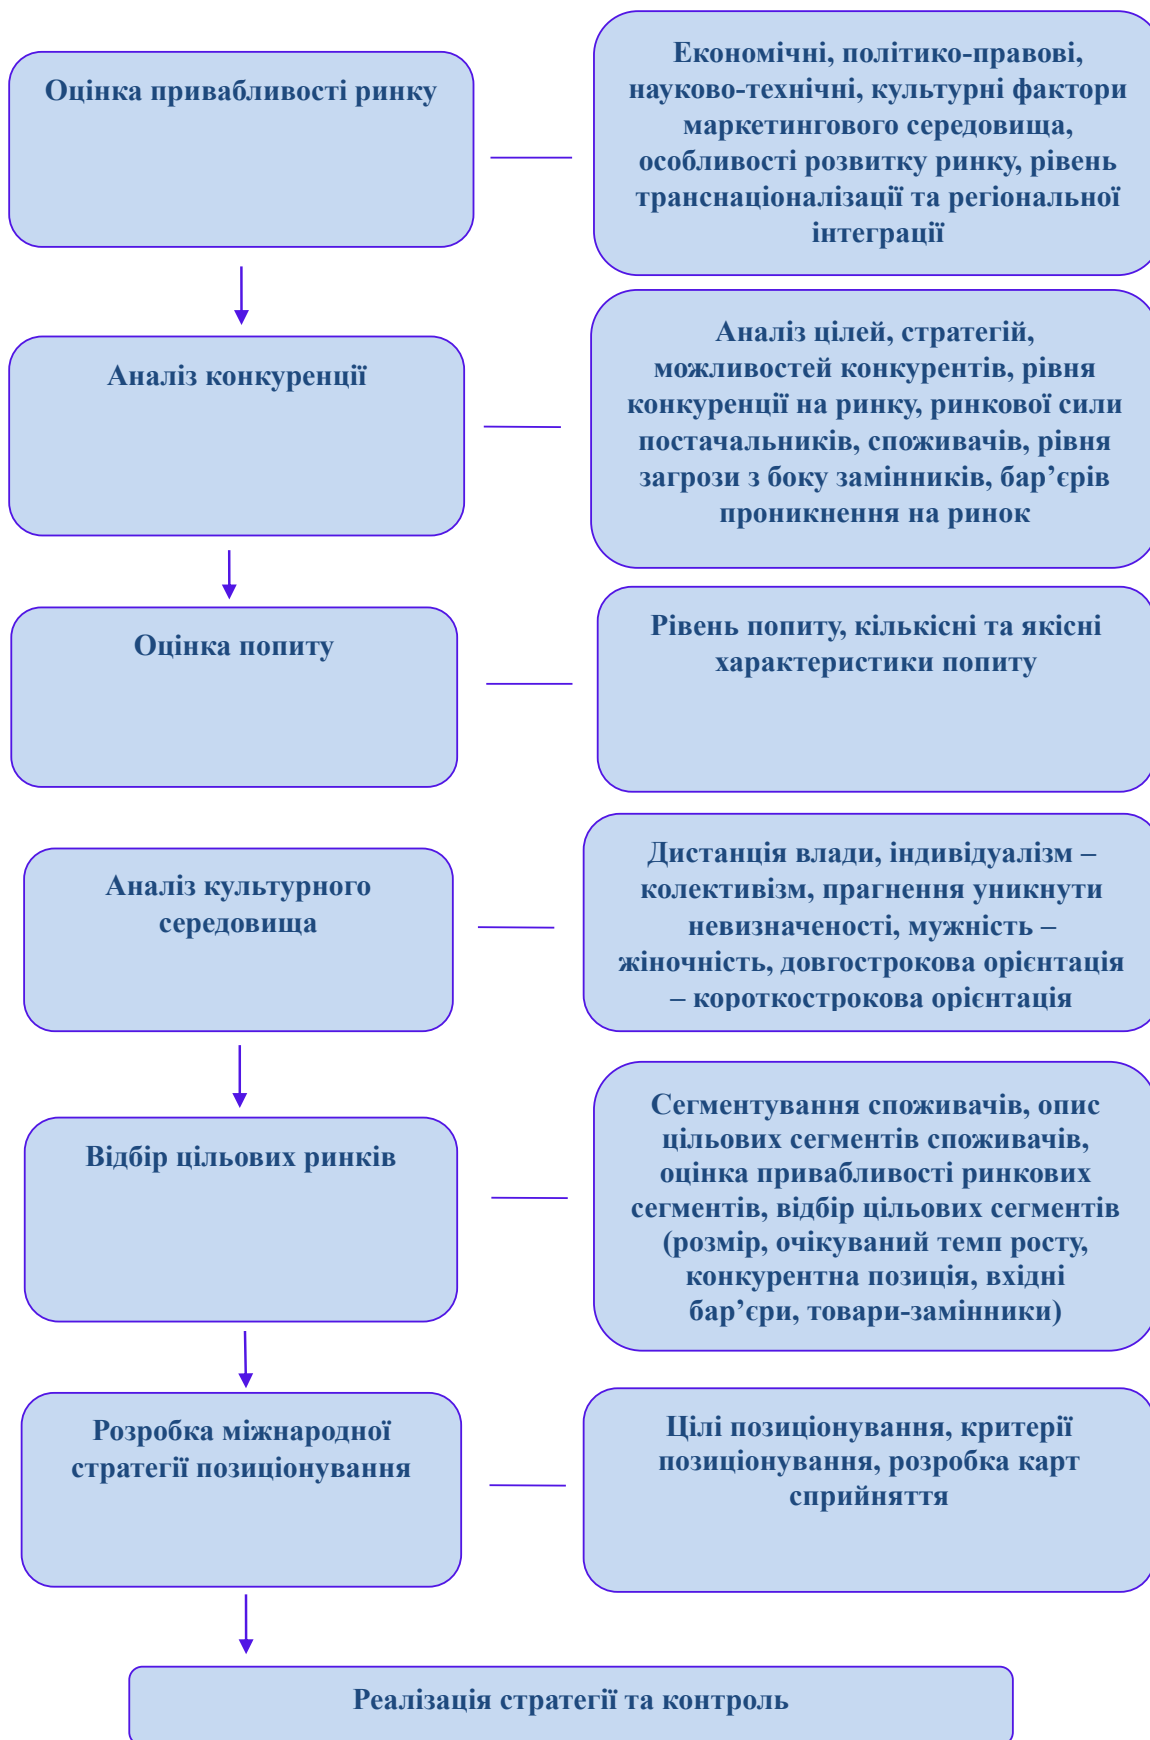 Оцінка привабливості ринку
Економічні, політико-правові,
науково-технічні, культурні фактори
маркетингового середовища,
особливості розвитку ринку, рівень
транснаціоналізації та регіональної
інтеграції
Аналіз конкуренції
Аналіз цілей, стратегій,
можливостей конкурентів, рівня
конкуренції на ринку, ринкової сили
постачальників, споживачів, рівня
загрози з боку замінників, бар’єрів
проникнення на ринок
Оцінка попиту
Рівень попиту, кількісні та якісні
характеристики попиту
Аналіз культурного
середовища
Дистанція влади, індивідуалізм –
колективізм, прагнення уникнути
невизначеності, мужність –
жіночність, довгострокова орієнтація
– короткострокова орієнтація
Відбір цільових ринків
Сегментування споживачів, опис
цільових сегментів споживачів,
оцінка привабливості ринкових
сегментів, відбір цільових сегментів
(розмір, очікуваний темп росту,
конкурентна позиція, вхідні
бар’єри, товари-замінники)
Розробка міжнародної
стратегії позиціонування
Цілі позиціонування, критерії
позиціонування, розробка карт
сприйняття
Реалізація стратегії та контроль